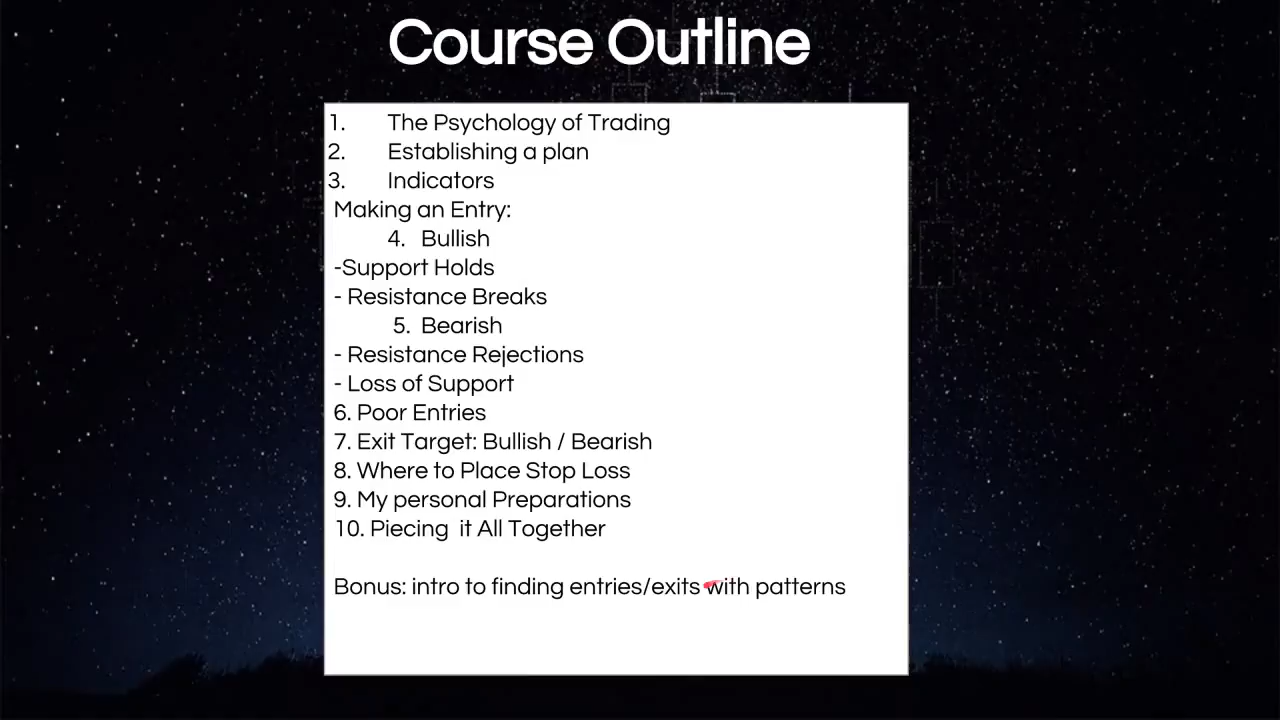 Course Outline
1. The Psychology of Trading
2. Establishing a plan
3. Indicators
Making an Entry:
4. Bullish
-Support Holds
- Resistance Breaks
5. Bearish
- Resistance Rejections
- Loss of Support
6. Poor Entries
7. Exit Target: Bullish / Bearish
8. Where to Place Stop Loss
9. My personal Preparations
10. Piecing it All Together
Bonus: intro to finding entries/exits with patterns